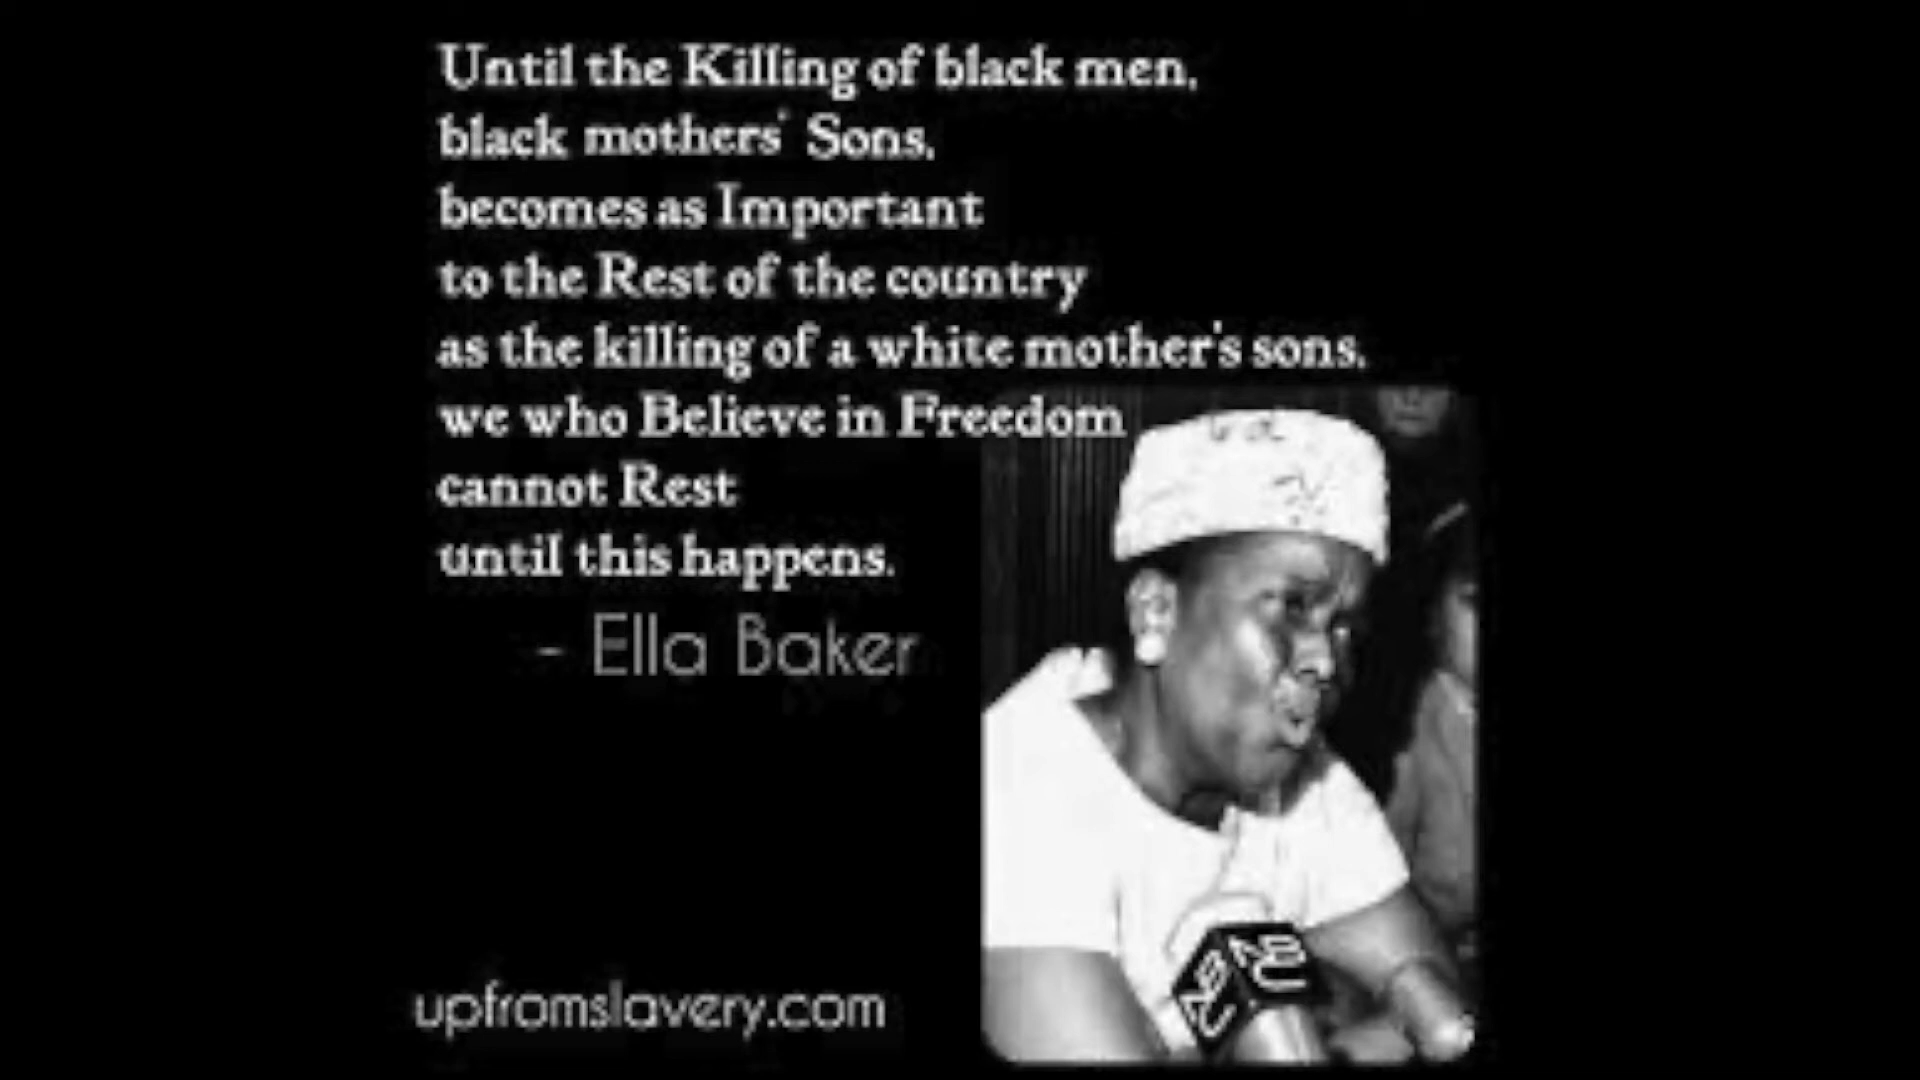 Until the Killing of black men,
black mothers' Sons,
becomes as Important
to the Rest of the country
as the killing of a white mother's sons,
we who Believe in Freedom
cannot Rest
until this happens.
- Ella Baker
upfromslavery.com
NBC
NBC